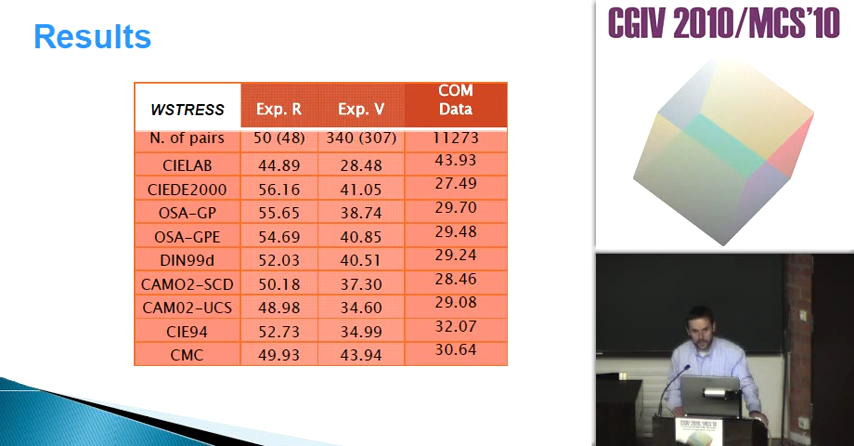 Results
CGIV 2010/MCS'10
WSTRESS Exp. R Exp. V COM Data
N. of pairs 50 (48) 340 (307) 11273
CIELAB 44.89 28.48 43.93
CIEDE2000 56.16 41.05 27.49
OSA-GP 55.65 38.74 29.70
OSA-GPE 54.69 40.85 29.48
DIN99d 52.03 40.51 29.24
CAMO2-SCD 50.18 37.30 28.46
CAM02-UCS 48.98 34.60 29.08
CIE94 52.73 34.99 32.07
CMC 49.93 43.94 30.64
CGIV 2010/MCS'10